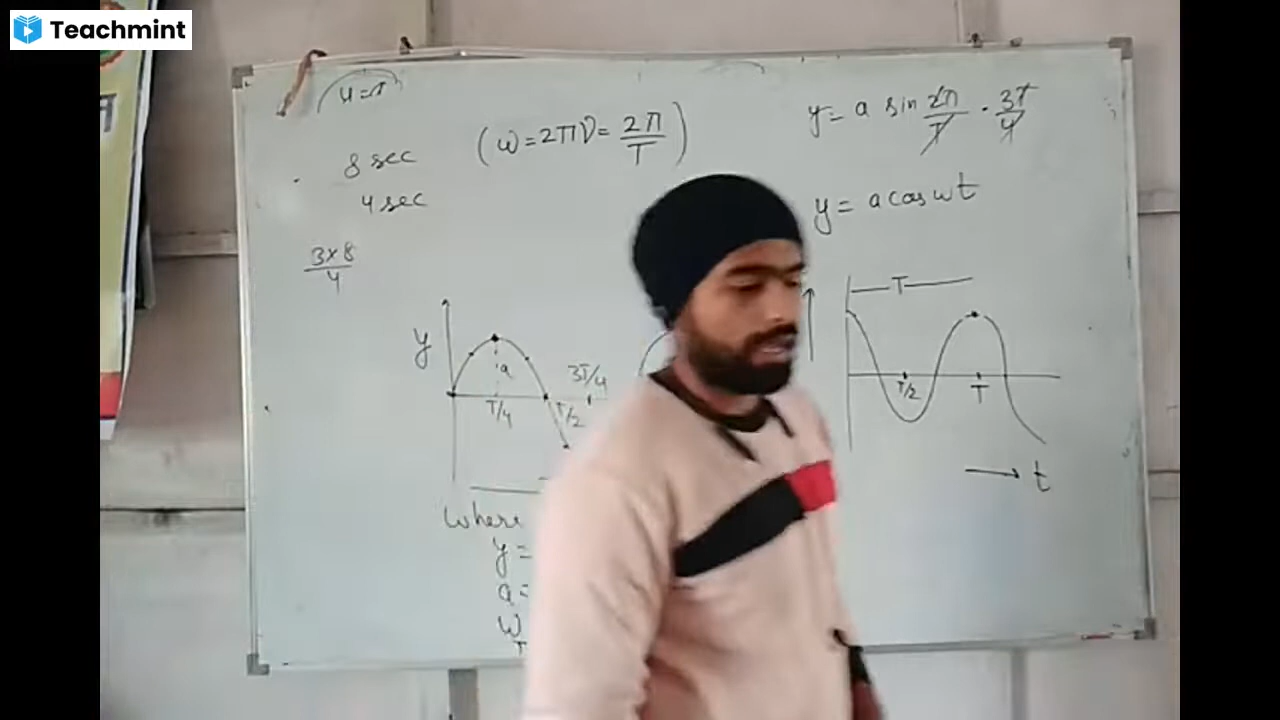 Teachmint
8 sec
4 sec
3×8
4
(ω = 2πν = 2π/T)
y = a sin 2π/T · 3T/4
y = a cos ωt
y
a
T/4
T/2
3T/4
T
T/2
T
t
Where
y =
a =
ω